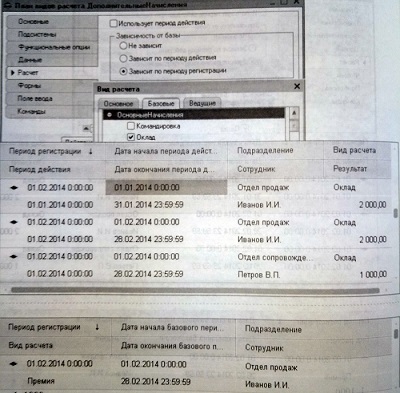 План видов расчета ДополнительныеНачисления
Основные
Использует период действия
Подсистемы
Зависимость от базы
Функциональные опции
Не зависит
Данные
Зависит по периоду действия
Расчет
Зависит по периоду регистрации
Формы
Поле ввода
Команды
Вид расчета
Основное Базовые Ведущие
ОсновныеНачисления
Командировка
Оклад
Период регистрации ↓ Дата начала периода дейст... Подразделение Вид расчета
Период действия Дата окончания периода д... Сотрудник Результат
01.02.2014 0:00:00 01.01.2014 0:00:00 Отдел продаж Оклад
01.01.2014 0:00:00 31.01.2014 23:59:59 Иванов И.И. 2 000,00
01.02.2014 0:00:00 01.02.2014 0:00:00 Отдел продаж Оклад
01.02.2014 0:00:00 28.02.2014 23:59:59 Иванов И.И. 2 000,00
01.02.2014 0:00:00 01.02.2014 0:00:00 Отдел сопровожде... Оклад
01.02.2014 0:00:00 28.02.2014 23:59:59 Петров В.П. 1 000,00
Период регистрации ↓ Дата начала базового пери... Подразделение
Вид расчета Дата окончания базового п... Сотрудник
01.02.2014 0:00:00 01.02.2014 0:00:00 Отдел продаж
Премия 28.02.2014 23:59:59 Иванов И.И.